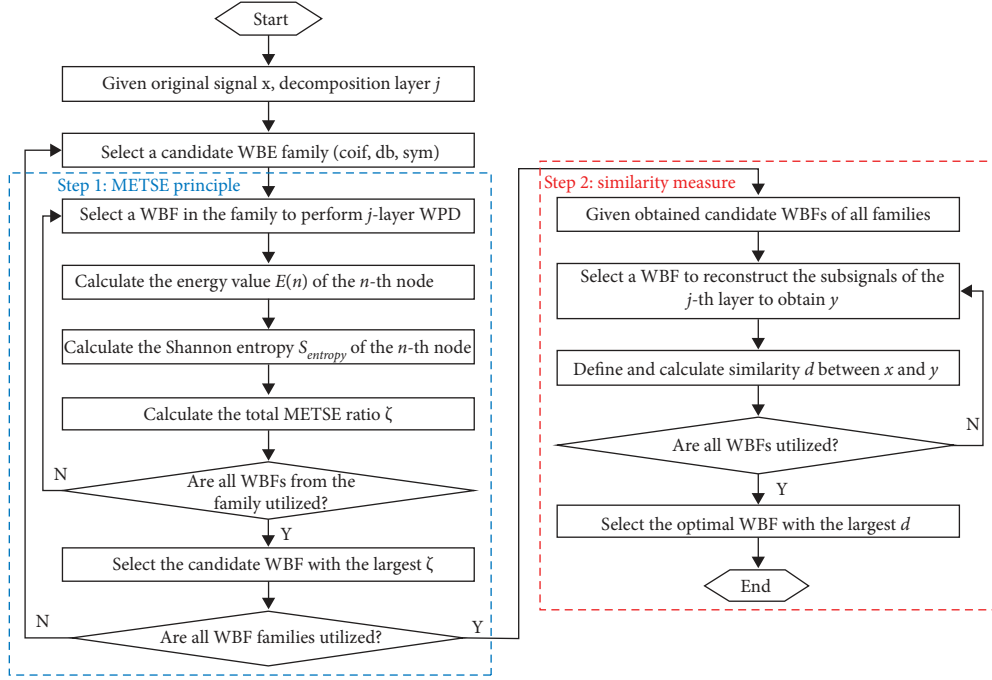 Start
Given original signal x, decomposition layer j
Select a candidate WBE family (coif, db, sym)
Step 1: METSE principle
Select a WBF in the family to perform j-layer WPD
Calculate the energy value E(n) of the n-th node
Calculate the Shannon entropy S_entropy of the n-th node
Calculate the total METSE ratio ζ
N
Are all WBFs from the
family utilized?
Y
Select the candidate WBF with the largest ζ
N
Are all WBF families utilized?
Y
Step 2: similarity measure
Given obtained candidate WBFs of all families
Select a WBF to reconstruct the subsignals of the
j-th layer to obtain y
Define and calculate similarity d between x and y
N
Are all WBFs utilized?
Y
Select the optimal WBF with the largest d
End